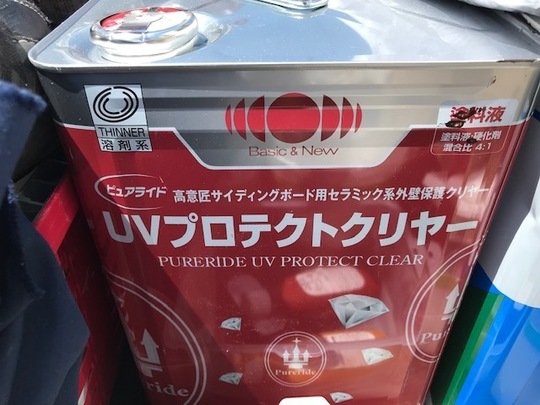 THINNER
溶剤系
Basic & New
塗料液
塗料液:硬化剤
混合比 4:1
ピュアライド
高意匠サイディングボード用セラミック系外壁保護クリヤー
UVプロテクトクリヤー
PURERIDE UV PROTECT CLEAR
Pureride
Pureride
Pureride